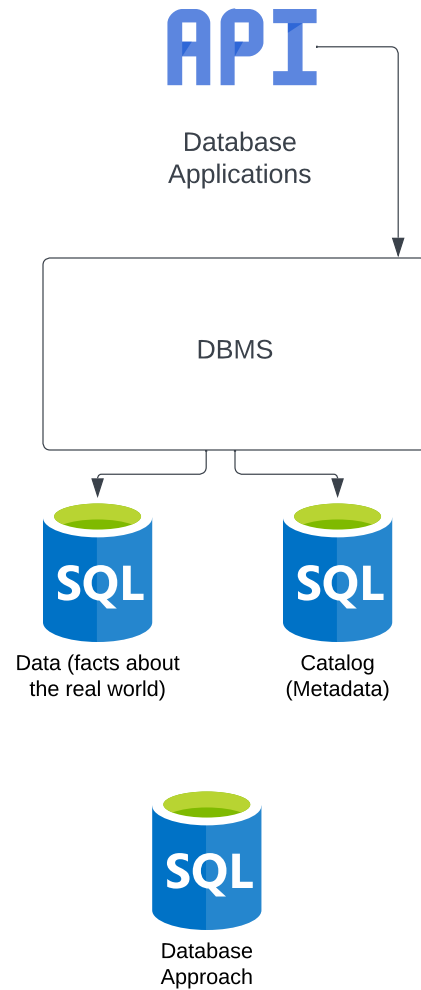 API
Database
Applications
DBMS
SQL
SQL
Data (facts about
the real world)
Catalog
(Metadata)
SQL
Database
Approach